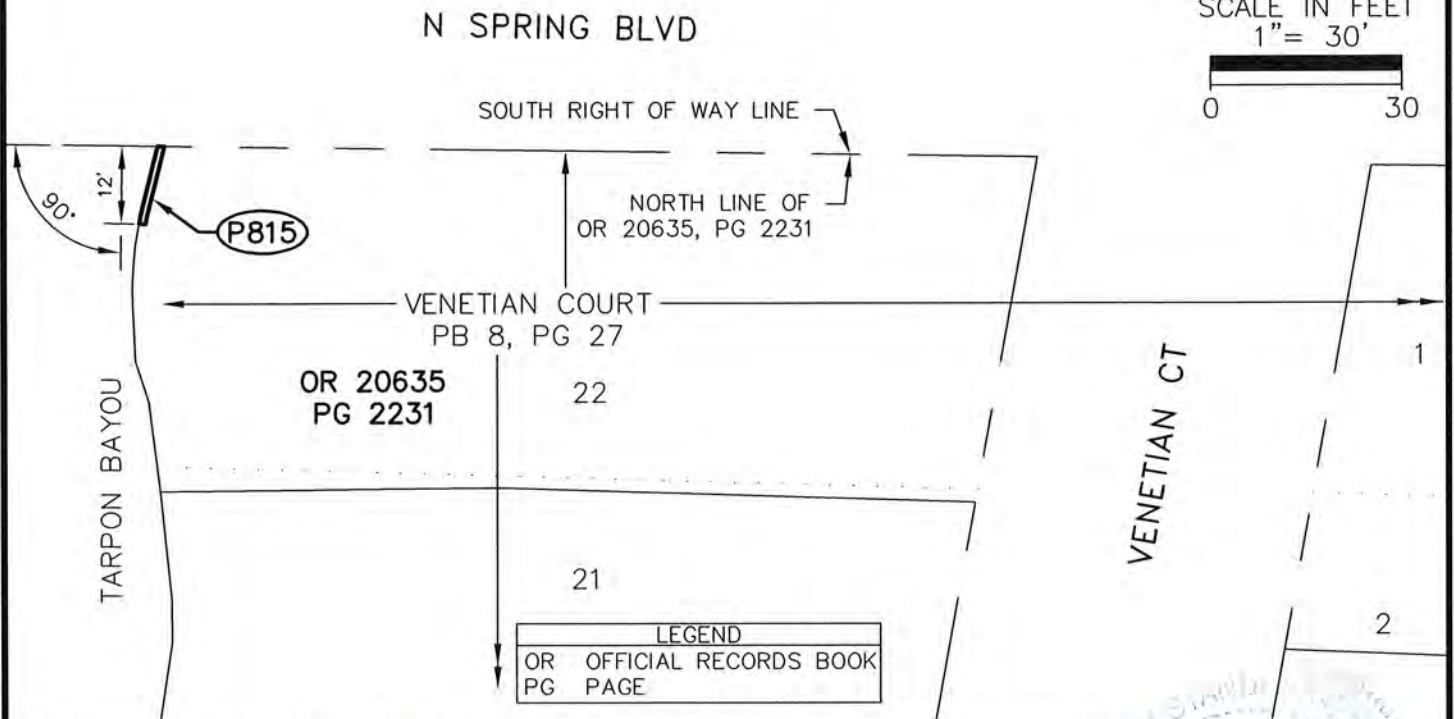 N SPRING BLVD
SCALE IN FEET
1"= 30'
0 30
SOUTH RIGHT OF WAY LINE
12'
90°
P815
NORTH LINE OF
OR 20635, PG 2231
VENETIAN COURT
PB 8, PG 27
OR 20635
PG 2231
22
1
TARPON BAYOU
VENETIAN CT
21
2
LEGEND
OR OFFICIAL RECORDS BOOK
PG PAGE